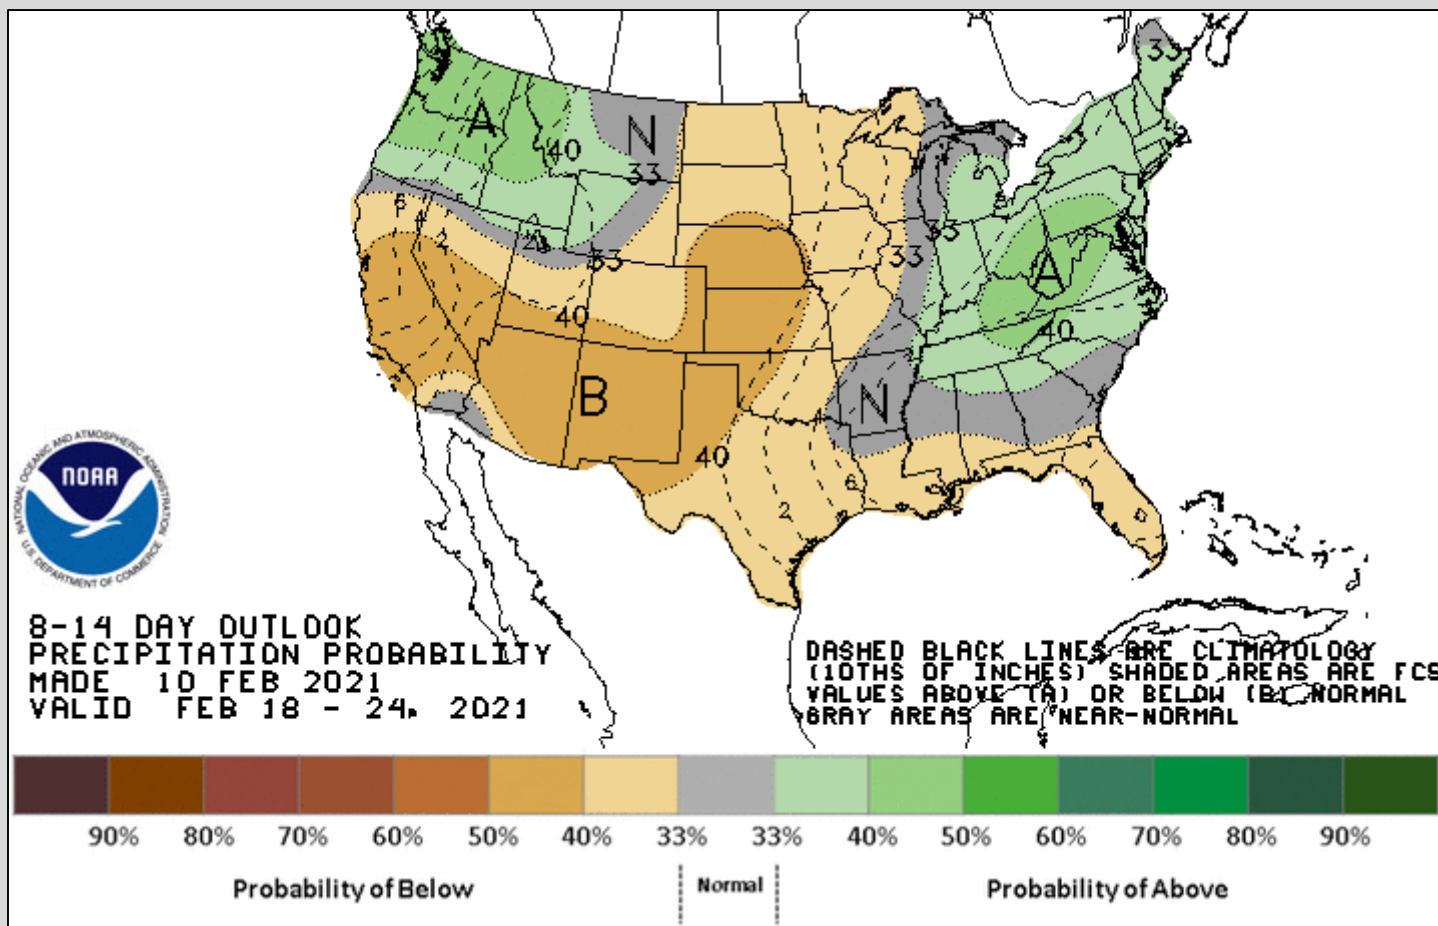 33
A
N
40
33
6
4
2
2
33
33
33
A
40
40
1
B
N
40
6
2
NATIONAL OCEANIC AND ATMOSPHERIC ADMINISTRATION
NOAA
U.S. DEPARTMENT OF COMMERCE
8-14 DAY OUTLOOK
PRECIPITATION PROBABILITY
MADE 10 FEB 2021
VALID FEB 18 - 24, 2021
DASHED BLACK LINES ARE CLIMATOLOGY
(10THS OF INCHES) SHADED AREAS ARE FCS
VALUES ABOVE (A) OR BELOW (B) NORMAL
GRAY AREAS ARE NEAR-NORMAL
90% 80% 70% 60% 50% 40% 33% 33% 40% 50% 60% 70% 80% 90%
Probability of Below Normal Probability of Above